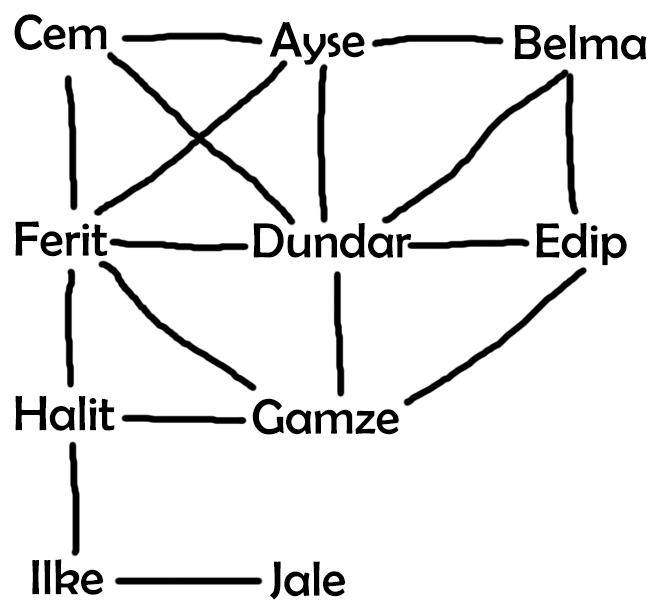 Cem Ayse Belma
Ferit Dundar Edip
Halit Gamze
Ilke Jale